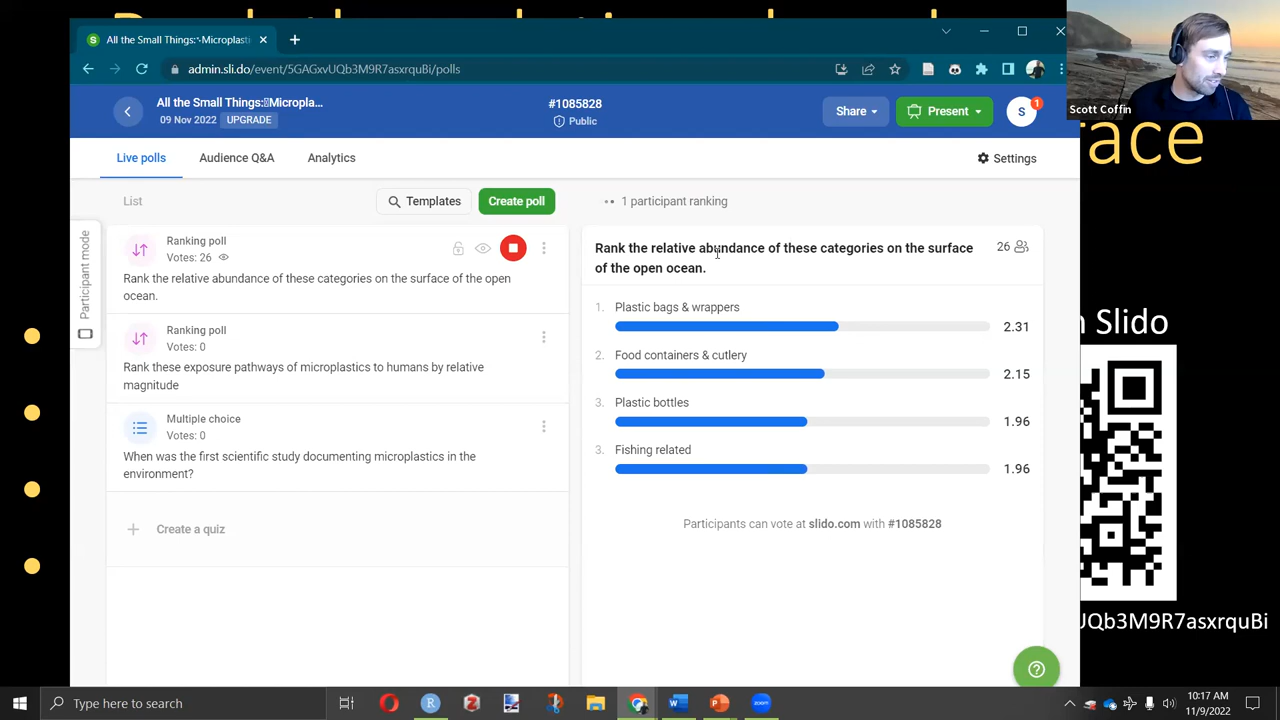 All the Small Things: Microplasti
admin.sli.do/event/5GAGxvUQb3M9R7asxrquBi/polls
Scott Coffin
All the Small Things: Micropla...
09 Nov 2022 UPGRADE
#1085828
Public
Share
Present
S
1
ace
Live polls
Audience Q&A
Analytics
Settings
List
Templates
Create poll
1 participant ranking
Participant mode
Ranking poll
Votes: 26
Rank the relative abundance of these categories on the surface of the open
ocean.
Ranking poll
Votes: 0
Rank these exposure pathways of microplastics to humans by relative
magnitude
Multiple choice
Votes: 0
When was the first scientific study documenting microplastics in the
environment?
Create a quiz
Rank the relative abundance of these categories on the surface
of the open ocean.
26
1. Plastic bags & wrappers
2.31
2. Food containers & cutlery
2.15
3. Plastic bottles
1.96
3. Fishing related
1.96
Participants can vote at slido.com with #1085828
n Slido
UQb3M9R7asxrquBi
Type here to search
10:17 AM
11/9/2022